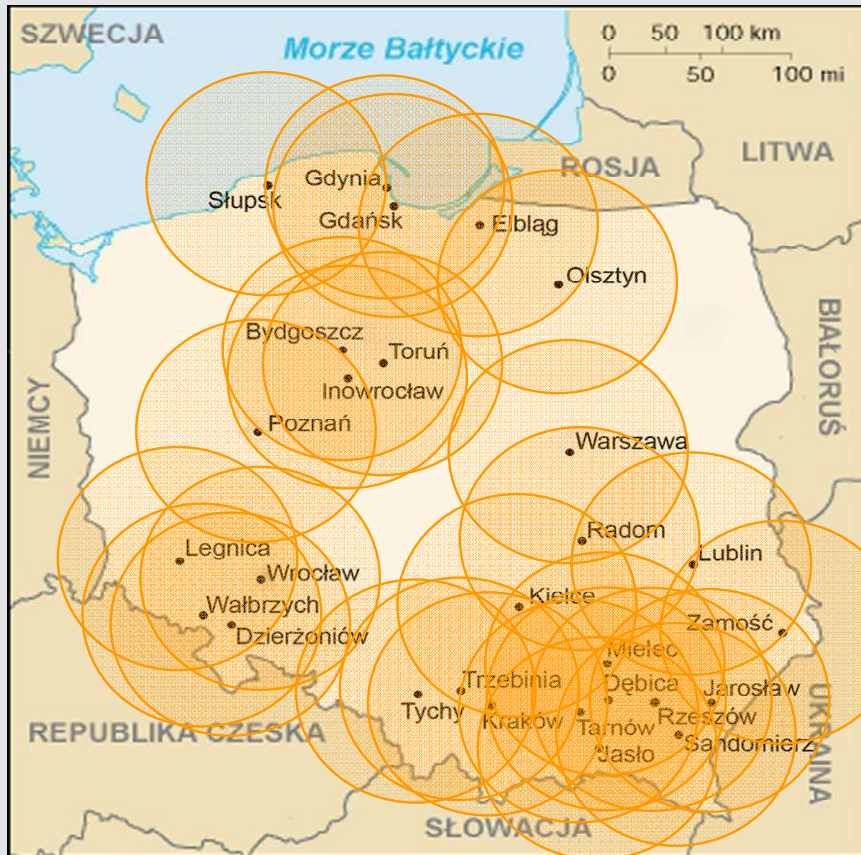 SZWECJA
Morze Bałtyckie
0 50 100 km
0 50 100 mi
LITWA
ROSJA
Gdynia
Słupsk
Gdańsk
Elbląg
Olsztyn
BIAŁORUŚ
Bydgoszcz
Toruń
Inowrocław
NIEMCY
Poznań
Warszawa
Radom
Legnica
Lublin
Wrocław
Kielce
Wałbrzych
Dzierżoniów
Zamość
Mielec
Trzebinia
Dębica
Jarosław
Tychy
Kraków
Tarnów
Rzeszów
UKRAINA
REPUBLIKA CZESKA
Sandomierz
Jasło
SŁOWACJA